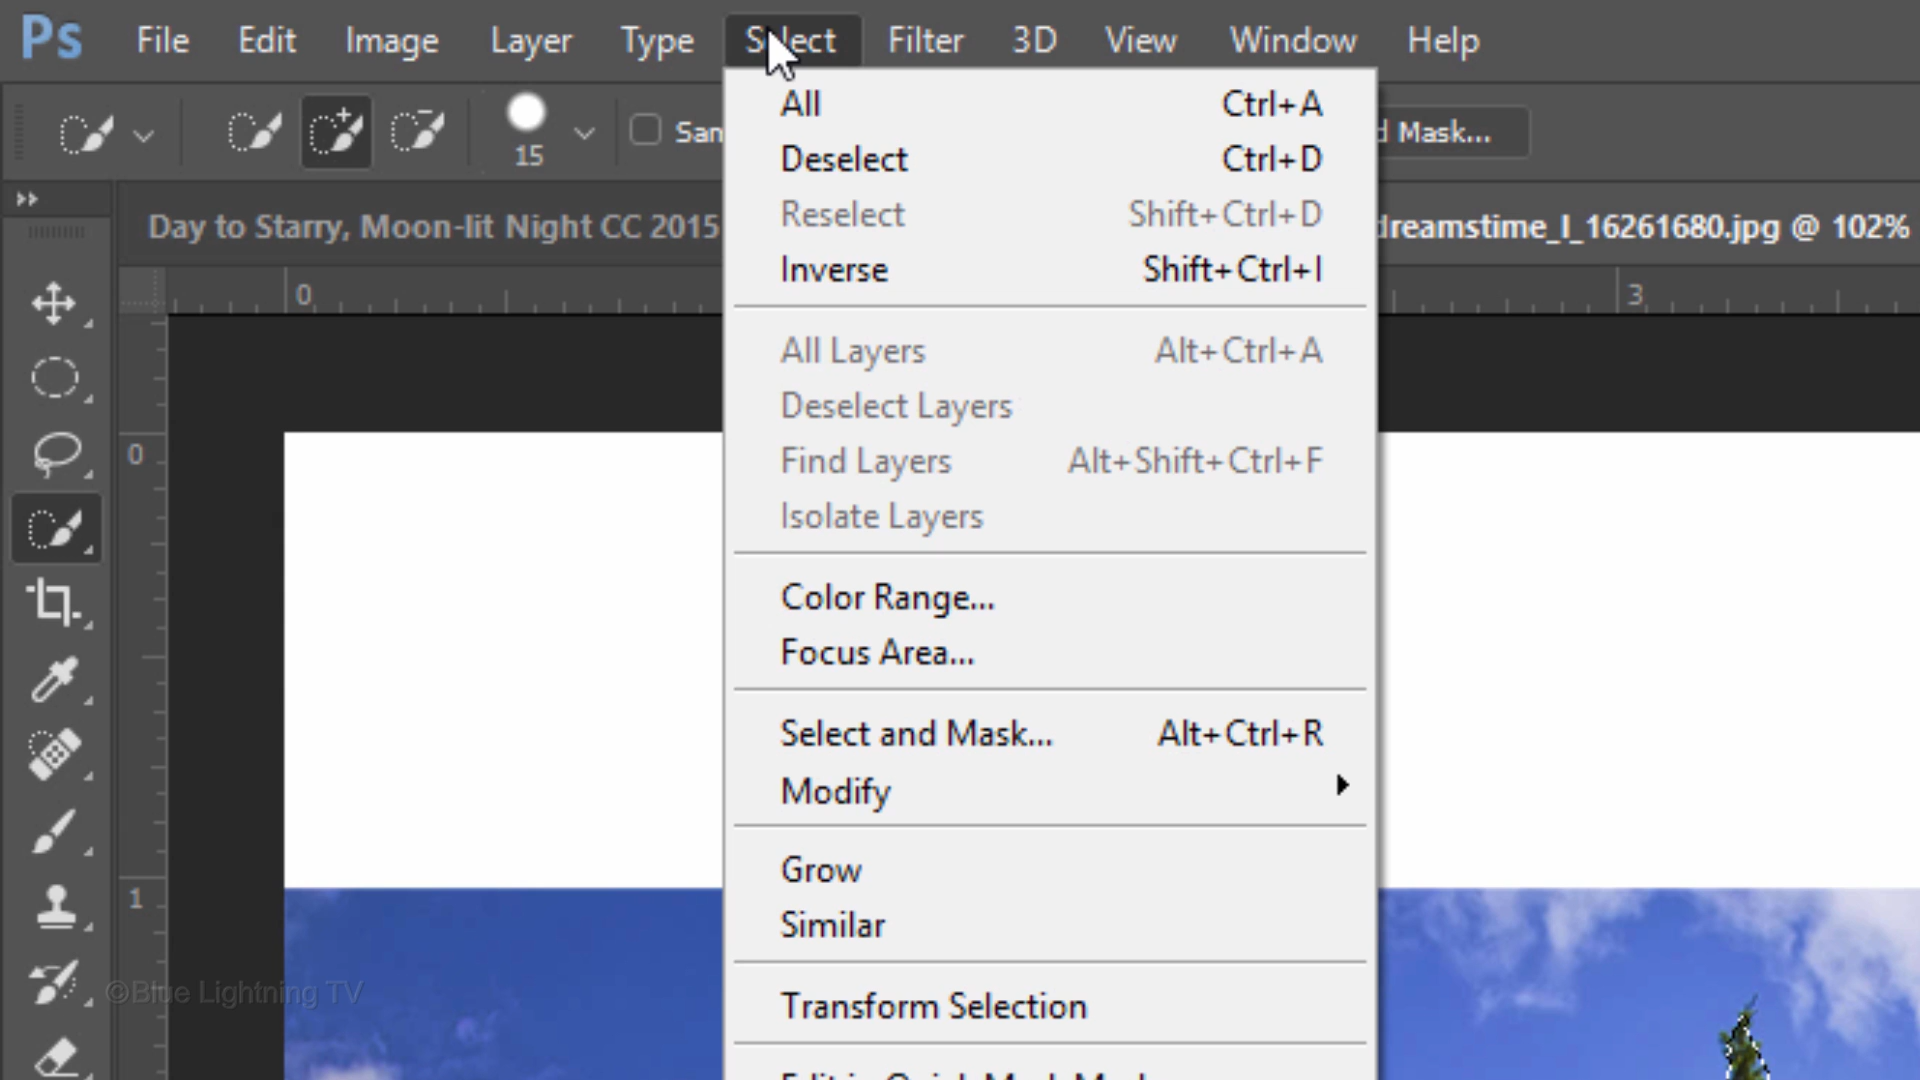 Ps File Edit Image Layer Type Select Filter 3D View Window Help
15
San
d Mask...
Day to Starry, Moon-lit Night CC 2015
dreamstime_l_16261680.jpg @ 102%
0
3
0
1
All Ctrl+A
Deselect Ctrl+D
Reselect Shift+Ctrl+D
Inverse Shift+Ctrl+I
All Layers Alt+Ctrl+A
Deselect Layers
Find Layers Alt+Shift+Ctrl+F
Isolate Layers
Color Range...
Focus Area...
Select and Mask... Alt+Ctrl+R
Modify
Grow
Similar
Transform Selection
©Blue Lightning TV